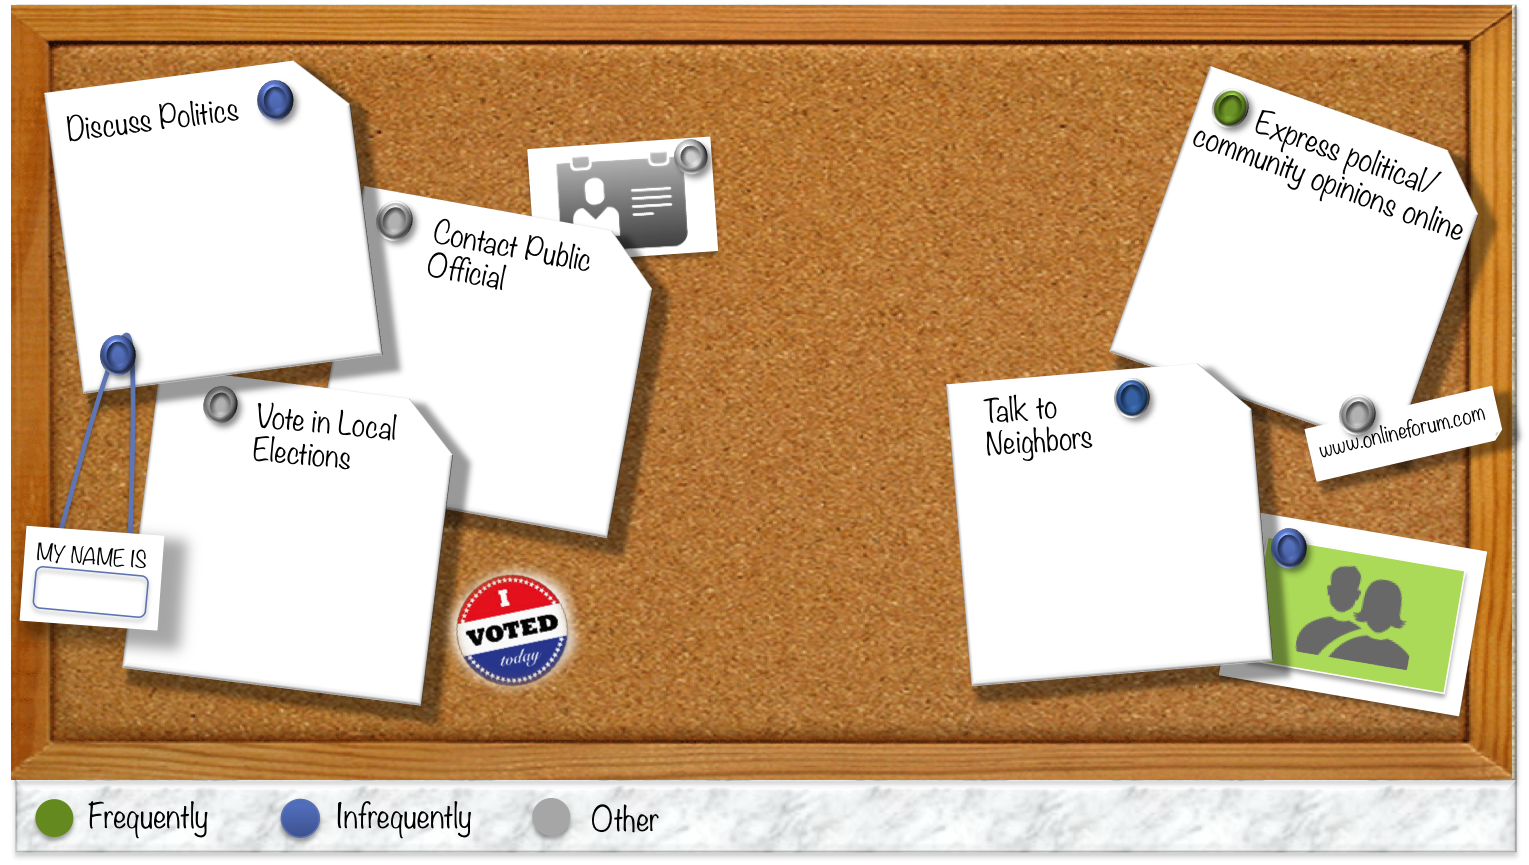 Discuss Politics
Contact Public
Official
Vote in Local
Elections
MY NAME IS
I
VOTED
today
Express political/
community opinions online
www.onlineforum.com
Talk to
Neighbors
Frequently
Infrequently
Other